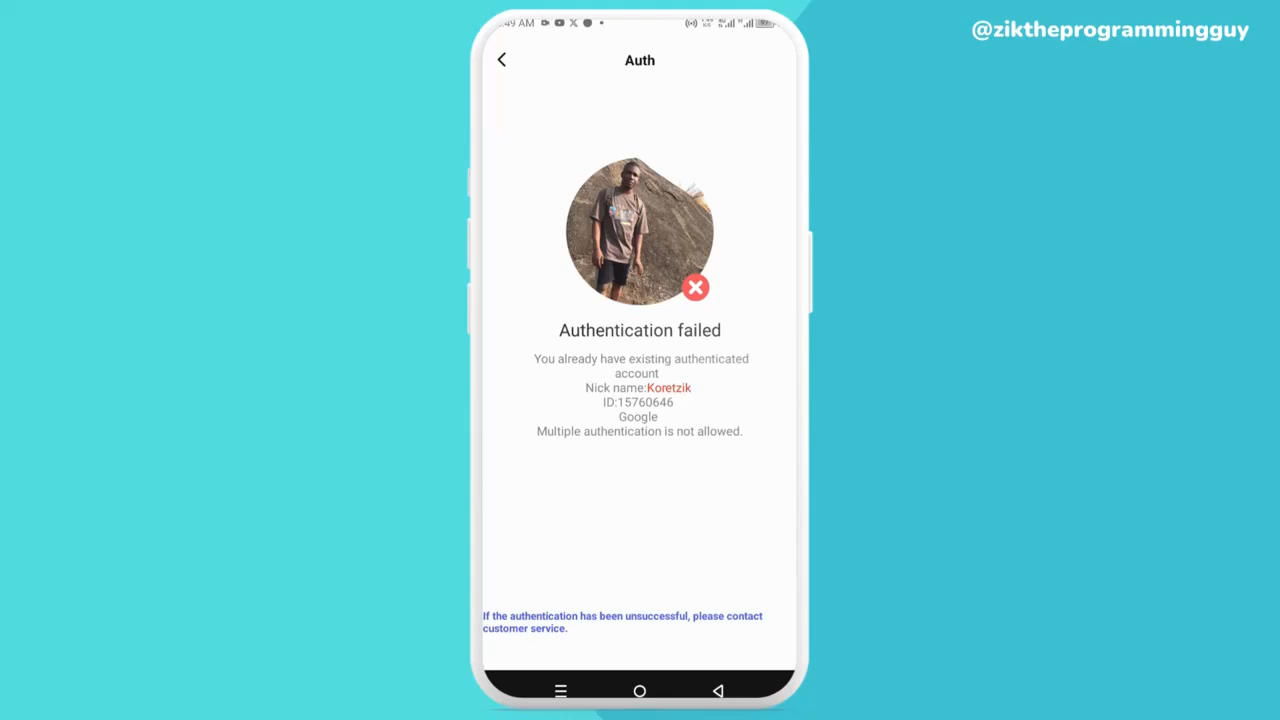 :49 AM
@ziktheprogrammingguy
Auth
Authentication failed
You already have existing authenticated
account
Nick name:Koretzik
ID:15760646
Google
Multiple authentication is not allowed.
If the authentication has been unsuccessful, please contact
customer service.